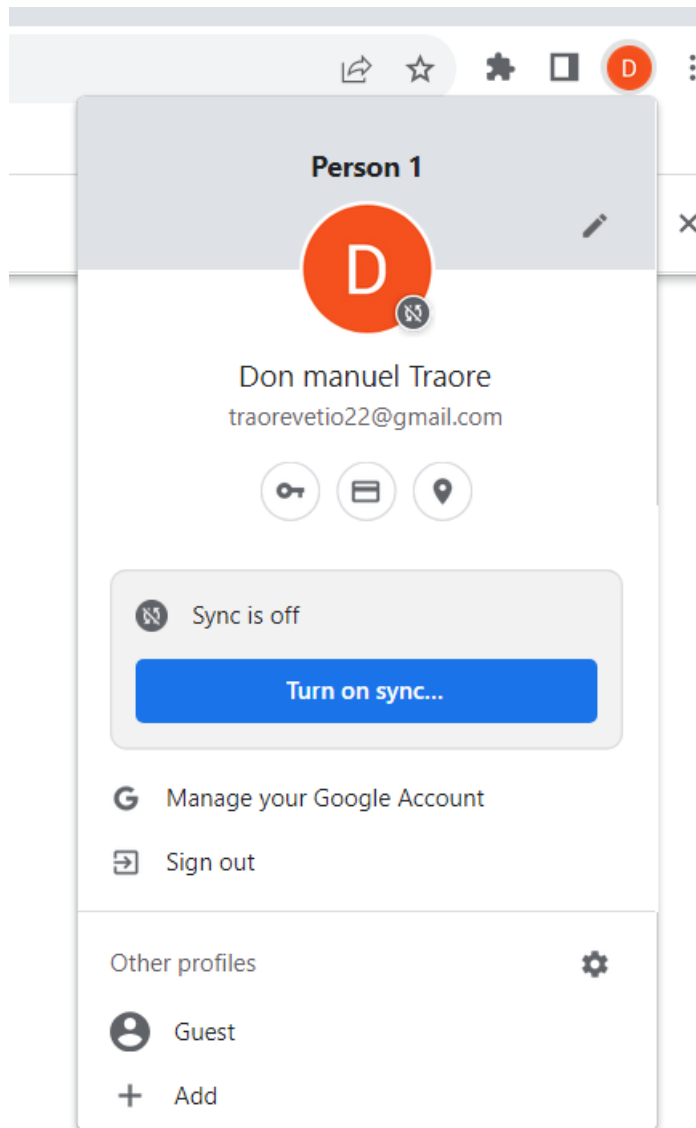 D
Person 1
D
Don manuel Traore
traorevetio22@gmail.com
Sync is off
Turn on sync...
G Manage your Google Account
Sign out
Other profiles
Guest
Add